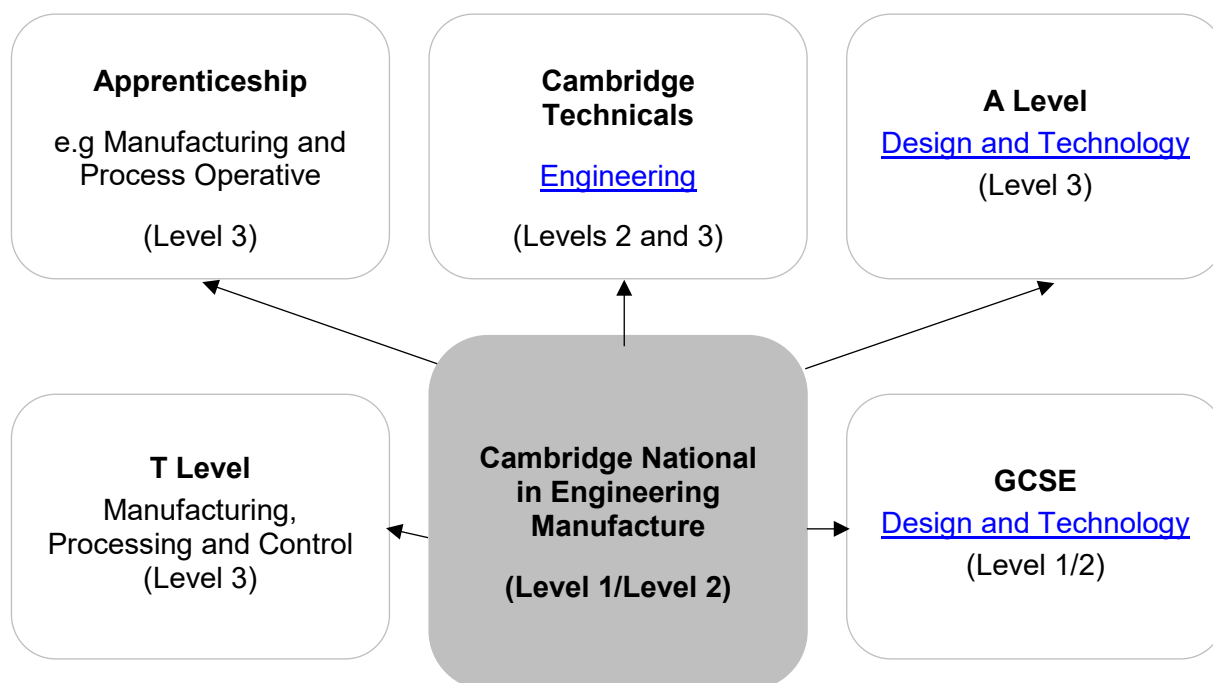 Apprenticeship
e.g Manufacturing and
Process Operative
(Level 3)
Cambridge
Technicals
Engineering
(Levels 2 and 3)
A Level
Design and Technology
(Level 3)
T Level
Manufacturing,
Processing and Control
(Level 3)
Cambridge National
in Engineering
Manufacture
(Level 1/Level 2)
GCSE
Design and Technology
(Level 1/2)